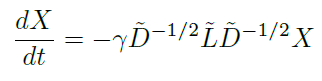 dX/dt = −γD̃^{−1/2}L̃D̃^{−1/2}X